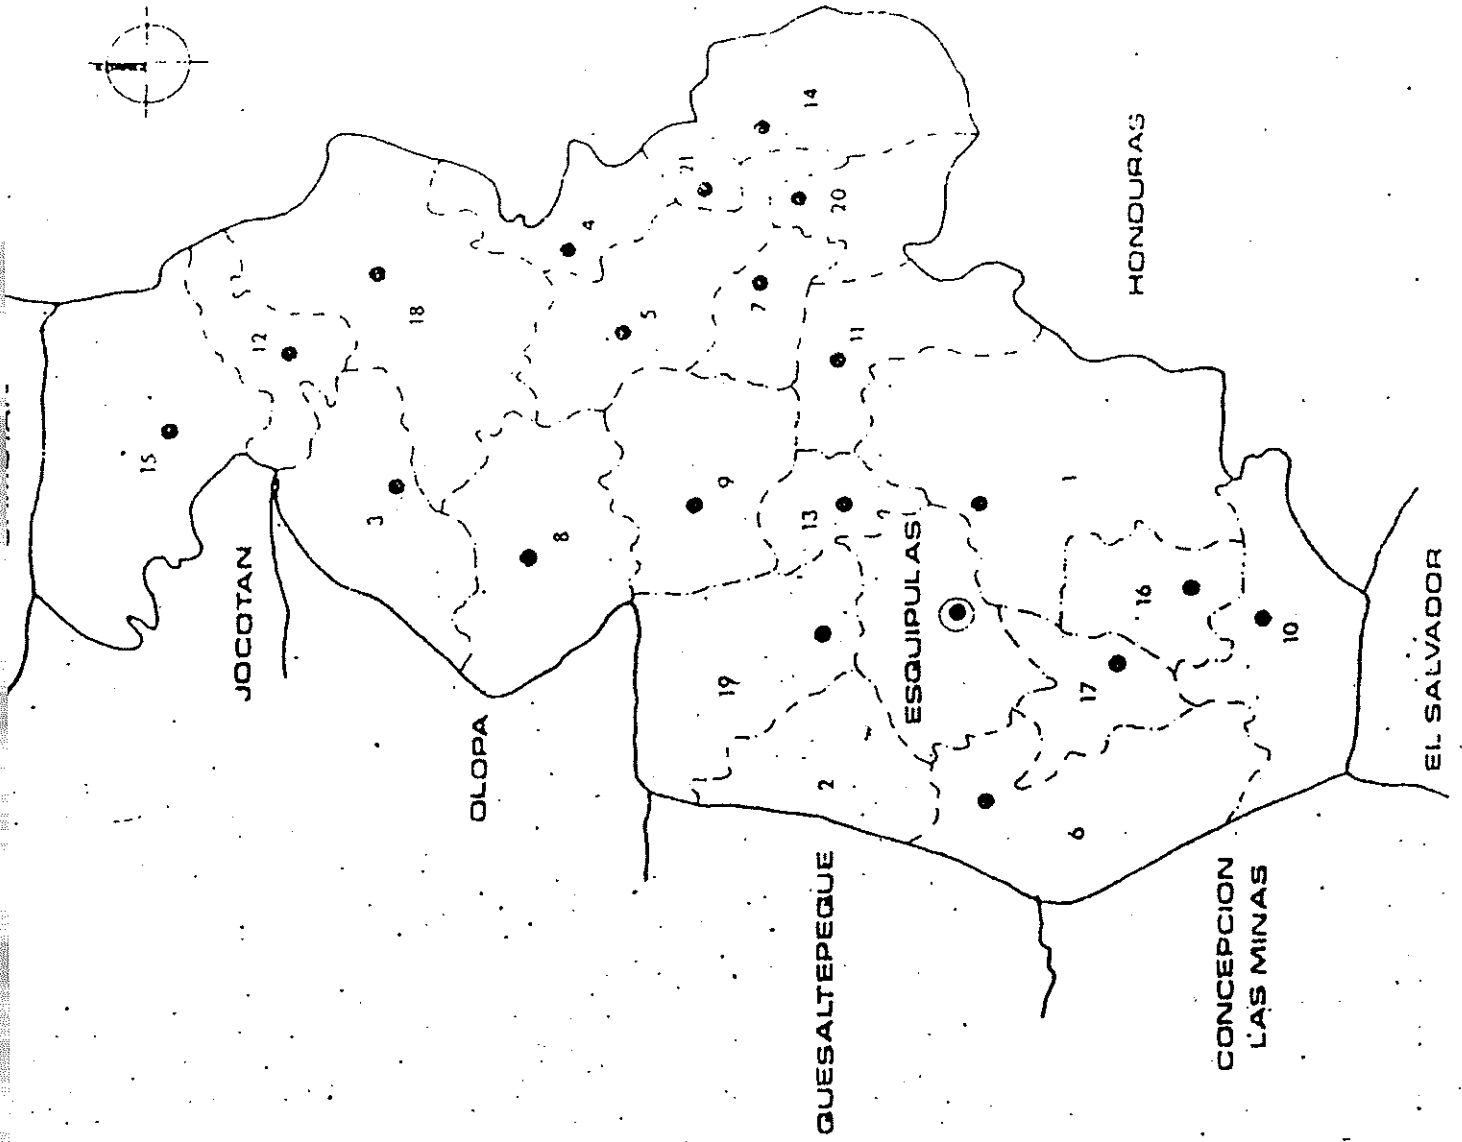 14
21
20
4
HONDURAS
18
5
7
11
12
15
3
8
9
13
1
JOCOTAN
ESQUIPULAS
16
10
19
17
OLOPA
2
6
EL SALVADOR
QUESALTEPEQUE
CONCEPCION
LAS MINAS